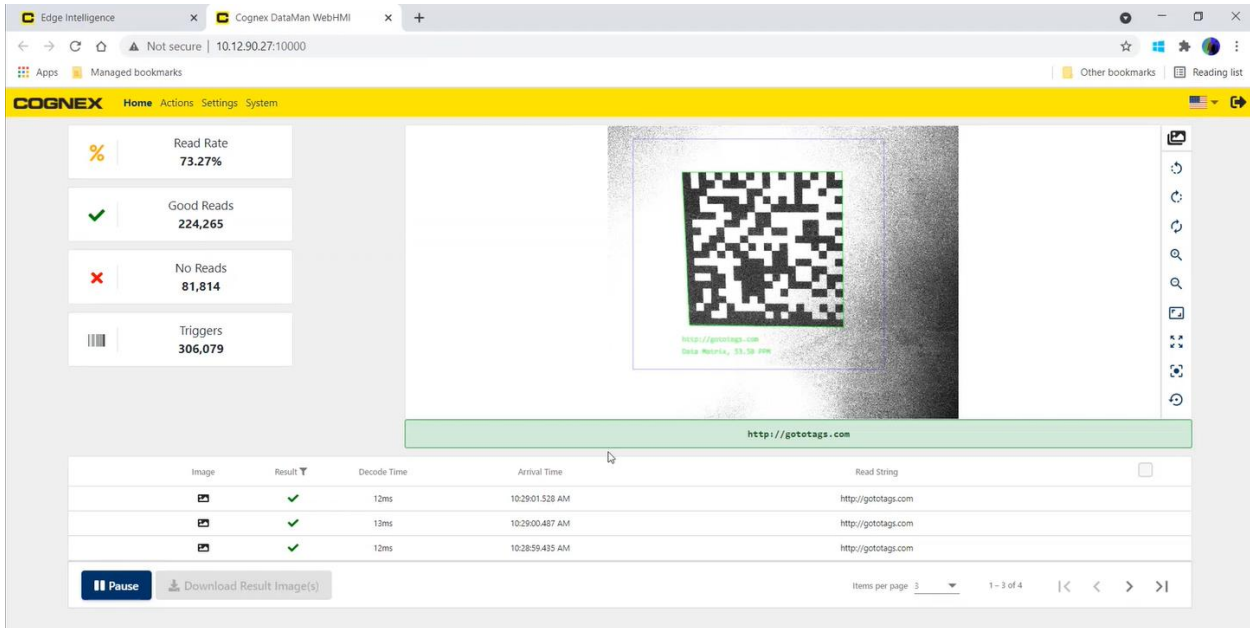 Edge Intelligence
Cognex DataMan WebHMI
Not secure | 10.12.90.27:10000
Apps Managed bookmarks Other bookmarks Reading list
COGNEX Home Actions Settings System
Read Rate
73.27%
Good Reads
224,265
No Reads
81,814
Triggers
306,079
http://gototags.com
Data Matrix, PPM
http://gototags.com
Image Result Decode Time Arrival Time Read String
12ms 10:29:01.528 AM http://gototags.com
13ms 10:29:00.487 AM http://gototags.com
12ms 10:28:59.435 AM http://gototags.com
Pause Download Result Image(s) Items per page 3 1 – 3 of 4